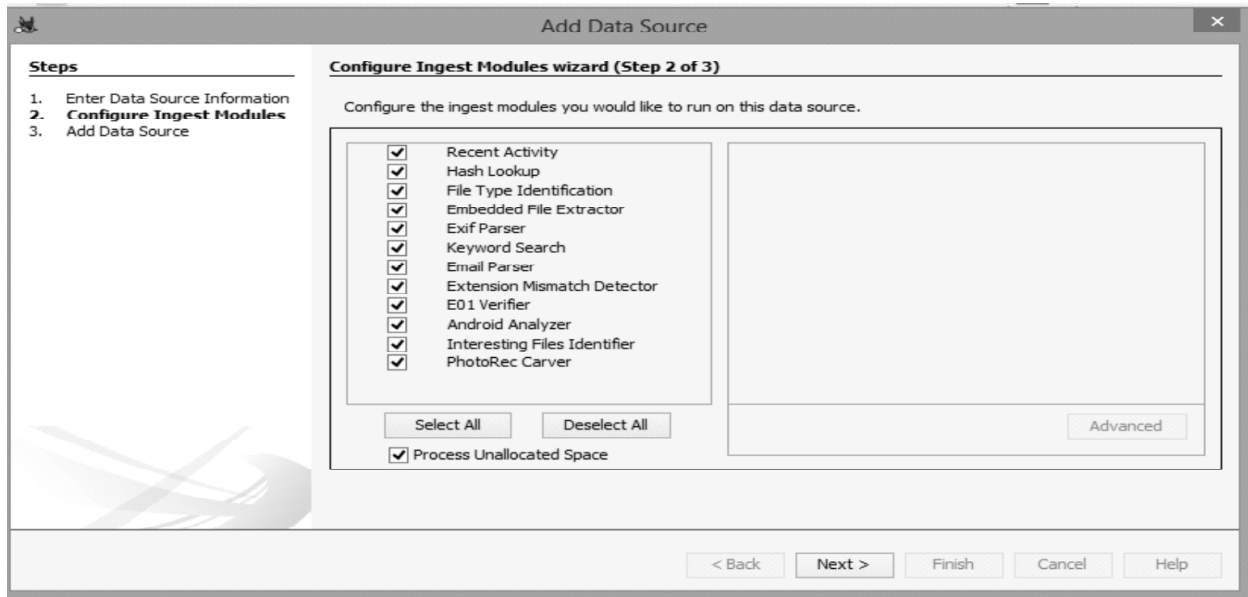 Add Data Source
Steps
1. Enter Data Source Information
2. Configure Ingest Modules
3. Add Data Source
Configure Ingest Modules wizard (Step 2 of 3)
Configure the ingest modules you would like to run on this data source.
Recent Activity
Hash Lookup
File Type Identification
Embedded File Extractor
Exif Parser
Keyword Search
Email Parser
Extension Mismatch Detector
E01 Verifier
Android Analyzer
Interesting Files Identifier
PhotoRec Carver
Select All Deselect All
Process Unallocated Space
Advanced
< Back Next > Finish Cancel Help